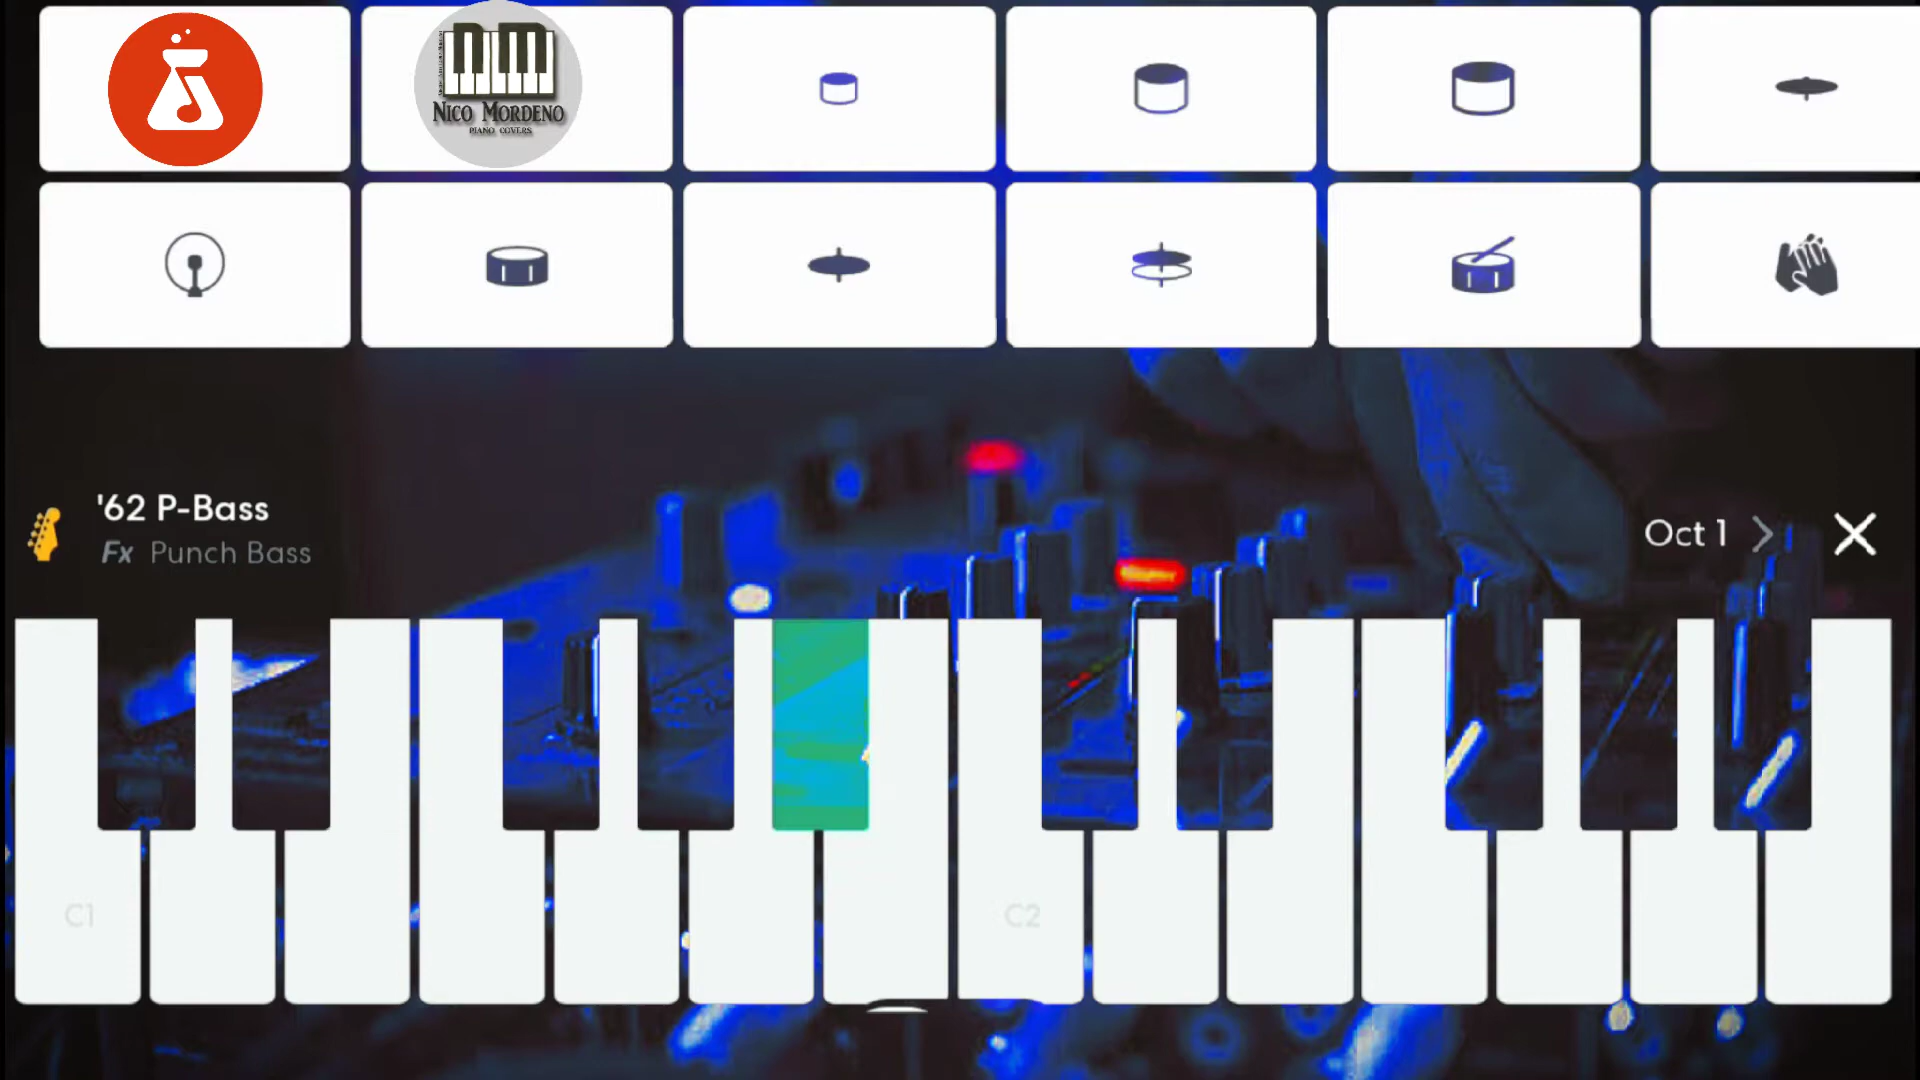 NICO MORDENO
PIANO COVERS
'62 P-Bass
Fx Punch Bass
Oct 1
C1
C2